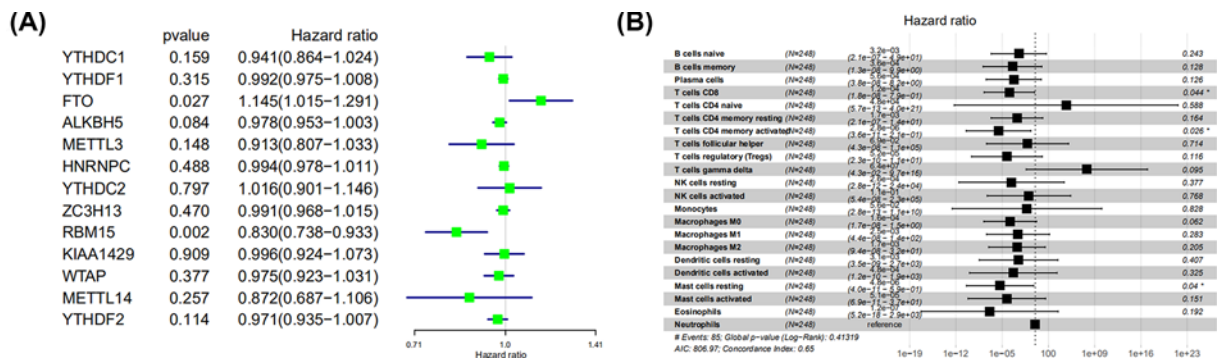 (A)
pvalue Hazard ratio
YTHDC1 0.159 0.941(0.864-1.024)
YTHDF1 0.315 0.992(0.975-1.008)
FTO 0.027 1.145(1.015-1.291)
ALKBH5 0.084 0.978(0.953-1.003)
METTL3 0.148 0.913(0.807-1.033)
HNRNPC 0.488 0.994(0.978-1.011)
YTHDC2 0.797 1.016(0.901-1.146)
ZC3H13 0.470 0.991(0.968-1.015)
RBM15 0.002 0.830(0.738-0.933)
KIAA1429 0.909 0.996(0.924-1.073)
WTAP 0.377 0.975(0.923-1.031)
METTL14 0.257 0.872(0.687-1.106)
YTHDF2 0.114 0.971(0.935-1.007)
0.71 1.0 1.41
Hazard ratio
(B)
Hazard ratio
B cells naive (N=248) 0.243
B cells memory (N=248) 0.128
Plasma cells (N=248) 0.126
T cells CD8 (N=248) 0.044 *
T cells CD4 naive (N=248) 0.588
T cells CD4 memory resting (N=248) 0.164
T cells CD4 memory activated (N=248) 0.026 *
T cells follicular helper (N=248) 0.714
T cells regulatory (Tregs) (N=248) 0.116
T cells gamma delta (N=248) 0.095
NK cells resting (N=248) 0.377
NK cells activated (N=248) 0.768
Monocytes (N=248) 0.828
Macrophages M0 (N=248) 0.062
Macrophages M1 (N=248) 0.283
Macrophages M2 (N=248) 0.205
Dendritic cells resting (N=248) 0.407
Dendritic cells activated (N=248) 0.325
Mast cells resting (N=248) 0.04 *
Mast cells activated (N=248) 0.151
Eosinophils (N=248) 0.192
Neutrophils (N=248) reference
# Events: 85; Global p-value (Log-Rank): 0.41319
AIC: 806.97; Concordance Index: 0.65
1e-19 1e-12 1e-05 100 1e+09 1e+16 1e+23